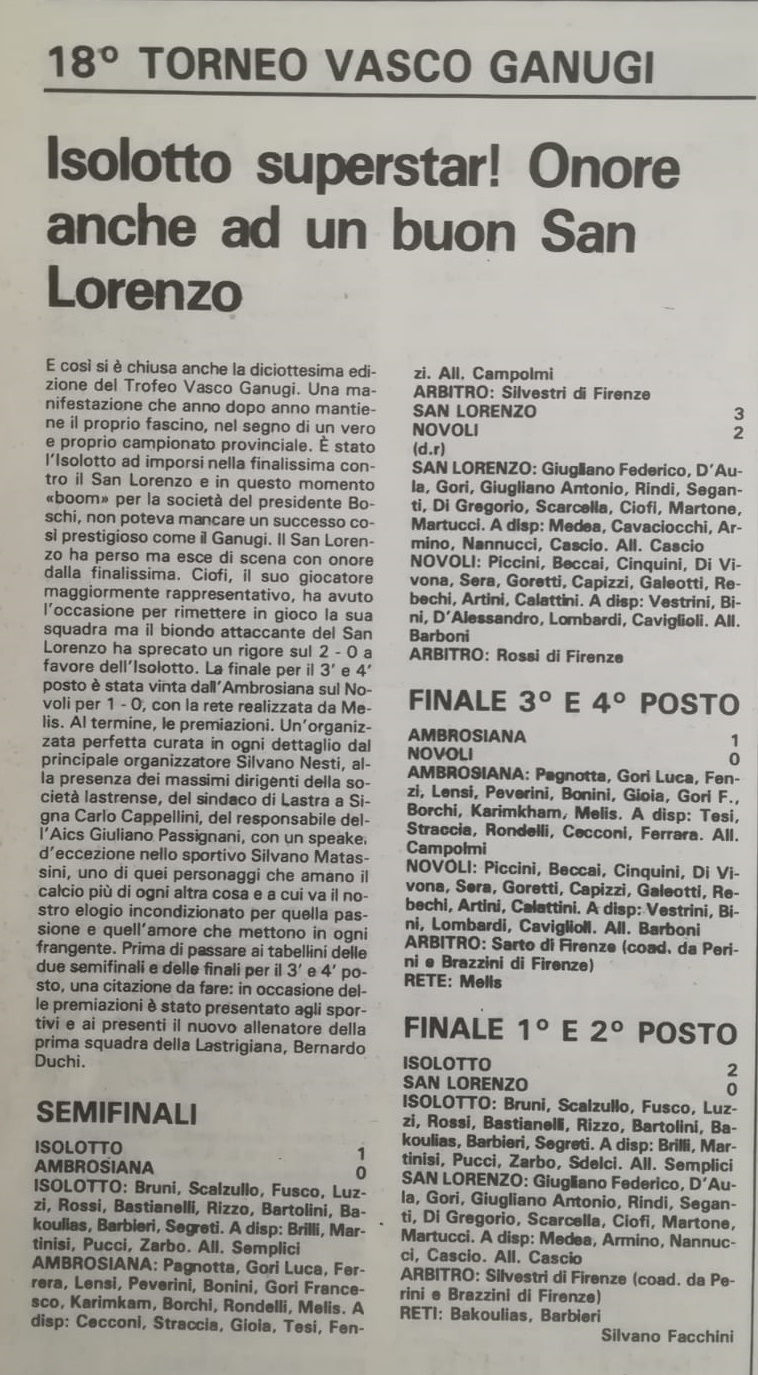 18º TORNEO VASCO GANUGI
Isolotto superstar! Onore
anche ad un buon San
Lorenzo
E così si è chiusa anche la diciottesima edi-
zione del Trofeo Vasco Ganugi. Una ma-
nifestazione che anno dopo anno mantie-
ne il proprio fascino, nel segno di un vero
e proprio campionato provinciale. È stato
l'Isolotto ad imporsi nella finalissima con-
tro il San Lorenzo e in questo momento
«boom» per la società del presidente Bo-
schi, non poteva mancare un successo co-
sì prestigioso come il Ganugi. Il San Loren-
zo ha perso ma esce di scena con onore
dalla finalissima. Ciofi, il suo giocatore
maggiormente rappresentativo, ha avuto
l'occasione per rimettere in gioco la sua
squadra ma il biondo attaccante del San
Lorenzo ha sprecato un rigore sul 2 - 0 a
favore dell'Isolotto. La finale per il 3' e 4'
posto è stata vinta dall'Ambrosiana sul No-
voli per 1 - 0, con la rete realizzata da Me-
lis. Al termine, le premiazioni. Un'organiz-
zata perfetta curata in ogni dettaglio dal
principale organizzatore Silvano Nesti, al-
la presenza dei massimi dirigenti della so-
cietà lastrense, del sindaco di Lastra a Si-
gna Carlo Cappellini, del responsabile del-
l'Aics Giuliano Passignani, con un speaker
d'eccezione nello sportivo Silvano Matas-
sini, uno di quei personaggi che amano il
calcio più di ogni altra cosa e a cui va il no-
stro elogio incondizionato per quella pas-
sione e quell'amore che mettono in ogni
frangente. Prima di passare ai tabellini delle
due semifinali e delle finali per il 3' e 4' po-
sto, una citazione da fare: in occasione del-
le premiazioni è stato presentato agli spor-
tivi e ai presenti il nuovo allenatore della
prima squadra della Lastrigiana, Bernardo
Duchi.
SEMIFINALI
ISOLOTTO 1
AMBROSIANA 0
ISOLOTTO: Bruni, Scalzullo, Fusco, Luz-
zi, Rossi, Bastianelli, Rizzo, Bartolini, Ba-
koulias, Barbieri, Segreti. A disp: Brilli, Mar-
tinisi, Pucci, Zarbo. All. Semplici
AMBROSIANA: Pagnotta, Gori Luca, Fer-
rera, Lensi, Peverini, Bonini, Gori France-
sco, Karimkam, Borchi, Rondelli, Melis. A
disp: Cecconi, Straccia, Gioia, Tesi, Fen-
zi. All. Campolmi
ARBITRO: Silvestri di Firenze
SAN LORENZO 3
NOVOLI 2
(d.r)
SAN LORENZO: Giugliano Federico, D'Au-
la, Gori, Giugliano Antonio, Rindi, Segan-
ti, Di Gregorio, Scarcella, Ciofi, Martone,
Martucci. A disp: Medea, Cavaciocchi, Ar-
mino, Nannucci, Cascio. All. Cascio
NOVOLI: Piccini, Beccai, Cinquini, Di Vi-
vona, Sera, Goretti, Capizzi, Galeotti, Re-
bechi, Artini, Calattini. A disp: Vestrini, Bi-
ni, D'Alessandro, Lombardi, Caviglioli. All.
Barboni
ARBITRO: Rossi di Firenze
FINALE 3º E 4º POSTO
AMBROSIANA 1
NOVOLI 0
AMBROSIANA: Pagnotta, Gori Luca, Fen-
zi, Lensi, Peverini, Bonini, Gioia, Gori F.,
Borchi, Karimkham, Melis. A disp: Tesi,
Straccia, Rondelli, Cecconi, Ferrara. All.
Campolmi
NOVOLI: Piccini, Beccai, Cinquini, Di Vi-
vona, Sera, Goretti, Capizzi, Galeotti, Re-
bechi, Artini, Calattini. A disp: Vestrini, Bi-
ni, Lombardi, Caviglioli. All. Barboni
ARBITRO: Sarto di Firenze (coad. da Peri-
ni e Brazzini di Firenze)
RETE: Melis
FINALE 1º E 2º POSTO
ISOLOTTO 2
SAN LORENZO 0
ISOLOTTO: Bruni, Scalzullo, Fusco, Luz-
zi, Rossi, Bastianelli, Rizzo, Bartolini, Ba-
koulias, Barbieri, Segreti. A disp: Brilli, Mar-
tinisi, Pucci, Zarbo, Sdelci. All. Semplici
SAN LORENZO: Giugliano Federico, D'Au-
la, Gori, Giugliano Antonio, Rindi, Segan-
ti, Di Gregorio, Scarcella, Ciofi, Martone,
Martucci. A disp: Medea, Armino, Nannuc-
ci, Cascio. All. Cascio
ARBITRO: Silvestri di Firenze (coad. da Pe-
rini e Brazzini di Firenze)
RETI: Bakoulias, Barbieri
Silvano Facchini